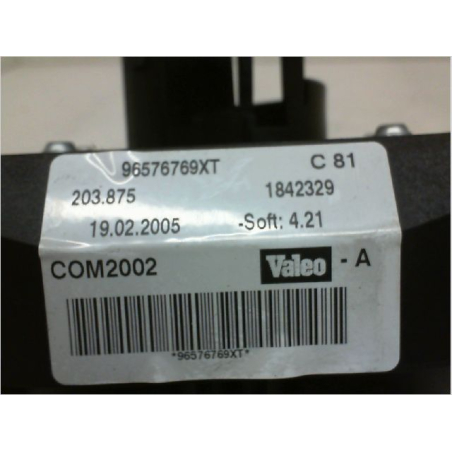 96576769XT C 81
203.875 1842329
19.02.2005 -Soft: 4.21
COM2002 Valeo - A
*96576769XT*